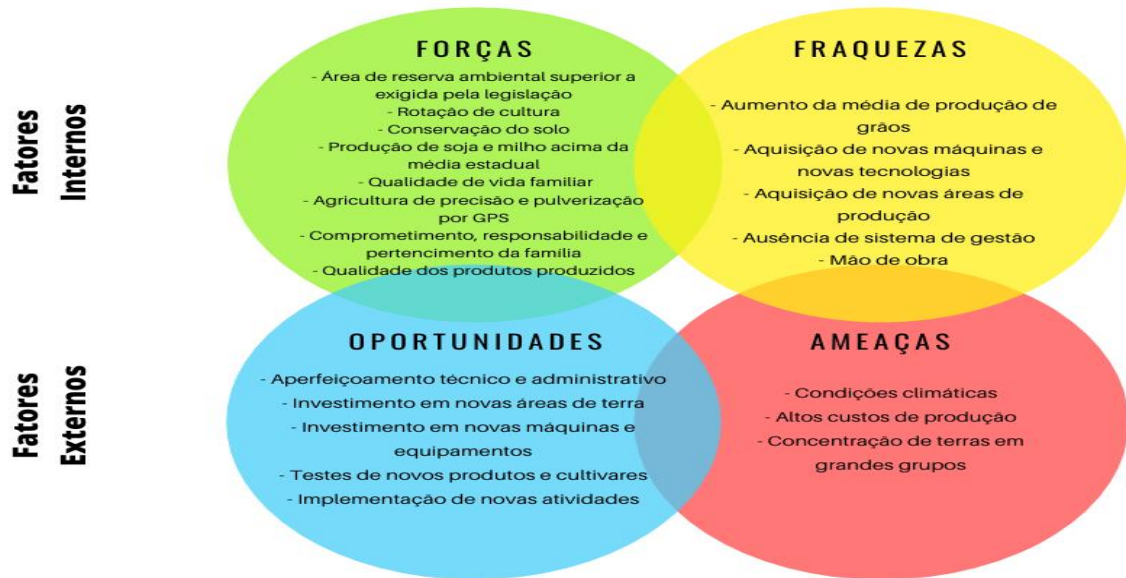 Fatores
Internos
FORÇAS
- Área de reserva ambiental superior a
exigida pela legislação
- Rotação de cultura
- Conservação do solo
- Produção de soja e milho acima da
média estadual
- Qualidade de vida familiar
- Agricultura de precisão e pulverização
por GPS
- Comprometimento, responsabilidade e
pertencimento da família
- Qualidade dos produtos produzidos
FRAQUEZAS
- Aumento da média de produção de
grãos
- Aquisição de novas máquinas e
novas tecnologias
- Aquisição de novas áreas de
produção
- Ausência de sistema de gestão
- Mão de obra
Fatores
Externos
OPORTUNIDADES
- Aperfeiçoamento técnico e administrativo
- Investimento em novas áreas de terra
- Investimento em novas máquinas e
equipamentos
- Testes de novos produtos e cultivares
- Implementação de novas atividades
AMEAÇAS
- Condições climáticas
- Altos custos de produção
- Concentração de terras em
grandes grupos